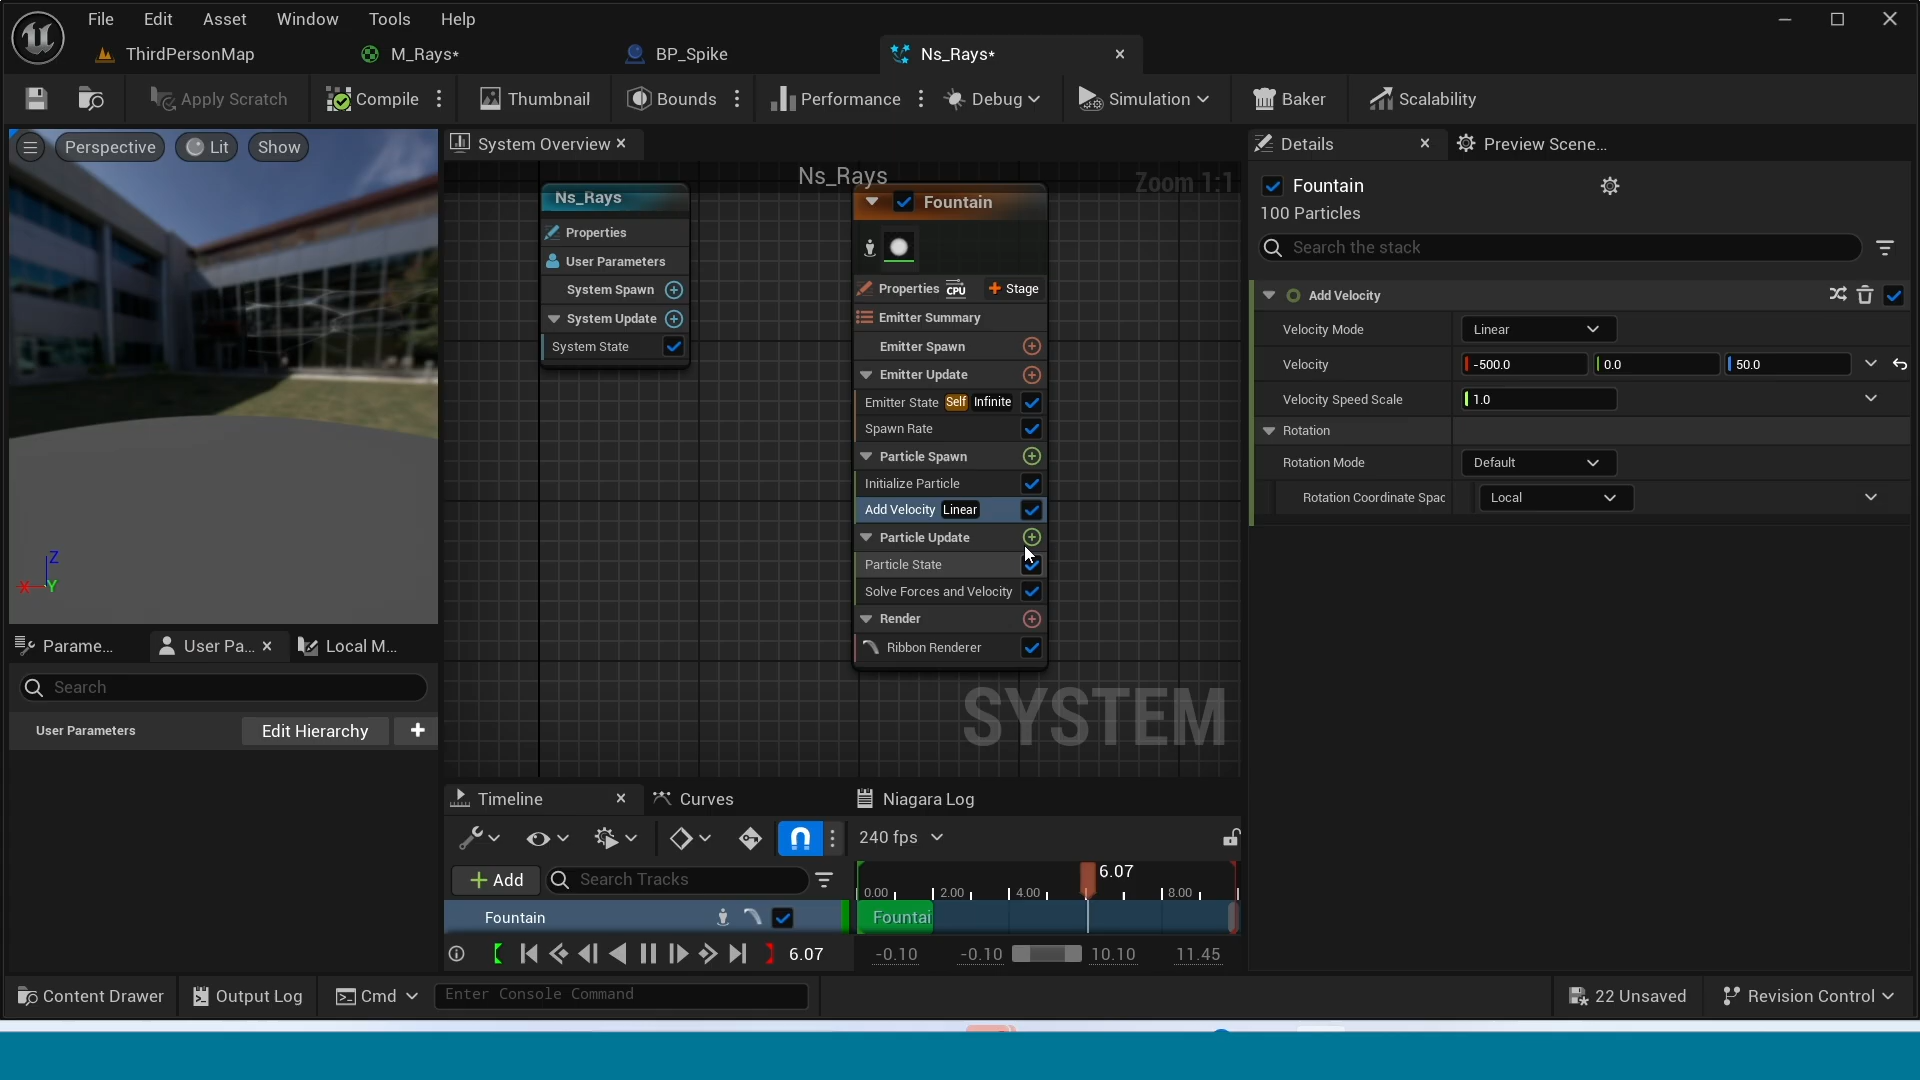 File Edit Asset Window Tools Help
ThirdPersonMap M_Rays* BP_Spike Ns_Rays*
Apply Scratch Compile Thumbnail Bounds Performance Debug Simulation Baker Scalability
Perspective Lit Show
System Overview
Ns_Rays
Zoom 1:1
Ns_Rays
Properties
User Parameters
System Spawn
System Update
System State
Fountain
Properties CPU Stage
Emitter Summary
Emitter Spawn
Emitter Update
Emitter State Self Infinite
Spawn Rate
Particle Spawn
Initialize Particle
Add Velocity Linear
Particle Update
Particle State
Solve Forces and Velocity
Render
Ribbon Renderer
SYSTEM
Details Preview Scene...
Fountain
100 Particles
Search the stack
Add Velocity
Velocity Mode Linear
Velocity -500.0 0.0 50.0
Velocity Speed Scale 1.0
Rotation
Rotation Mode Default
Rotation Coordinate Spac Local
Z
X Y
Parame... User Pa... Local M...
Search
User Parameters Edit Hierarchy
Timeline Curves Niagara Log
240 fps
Add Search Tracks
6.07
0.00 2.00 4.00 8.00
Fountain Fountai
6.07 -0.10 -0.10 10.10 11.45
Content Drawer Output Log Cmd Enter Console Command 22 Unsaved Revision Control